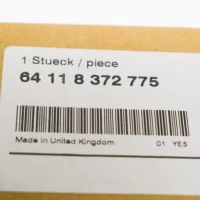 1 Stueck / piece
64 11 8 372 775
Made in United Kingdom 01 YE5